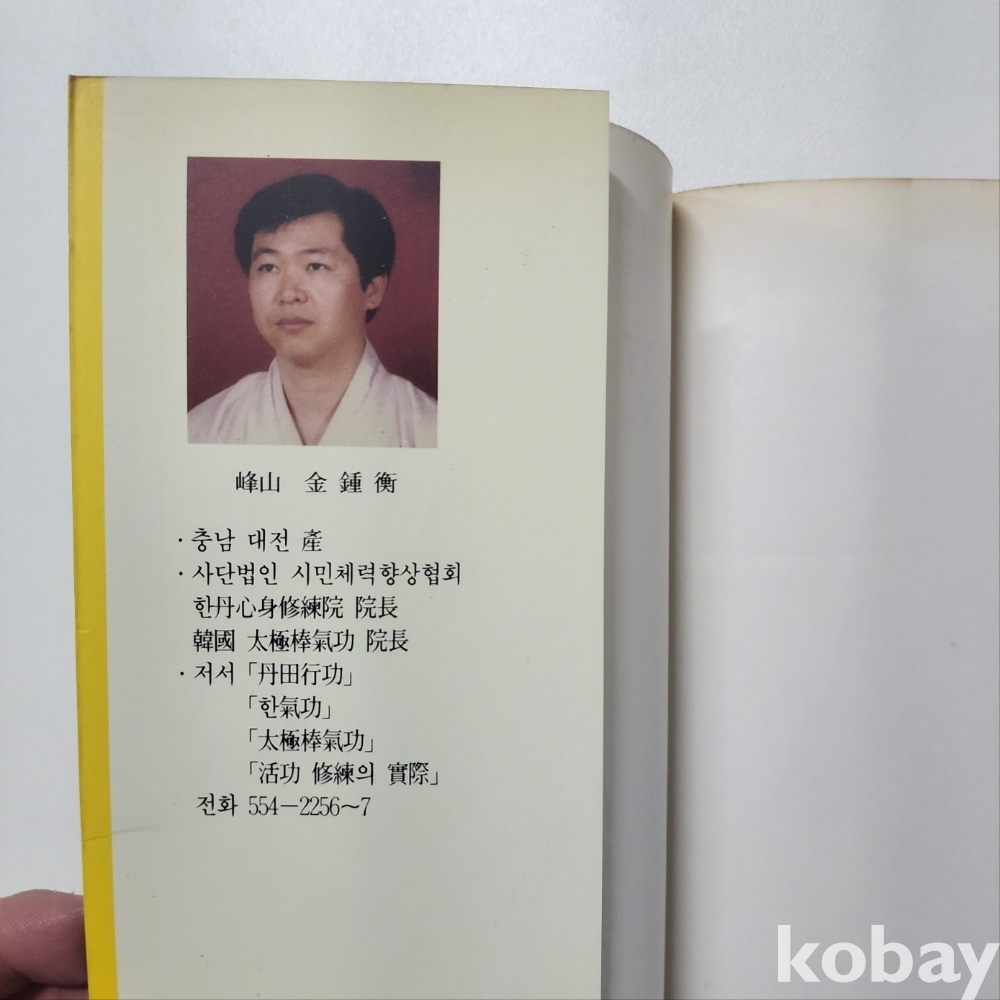 峰山 金鍾衡
· 충남 대전 產
· 사단법인 시민체력향상협회
한丹心身修練院 院長
韓國 太極棒氣功 院長
· 저서 「丹田行功」
「한氣功」
「太極棒氣功」
「活功 修練의 實際」
전화 554-2256~7
kobay